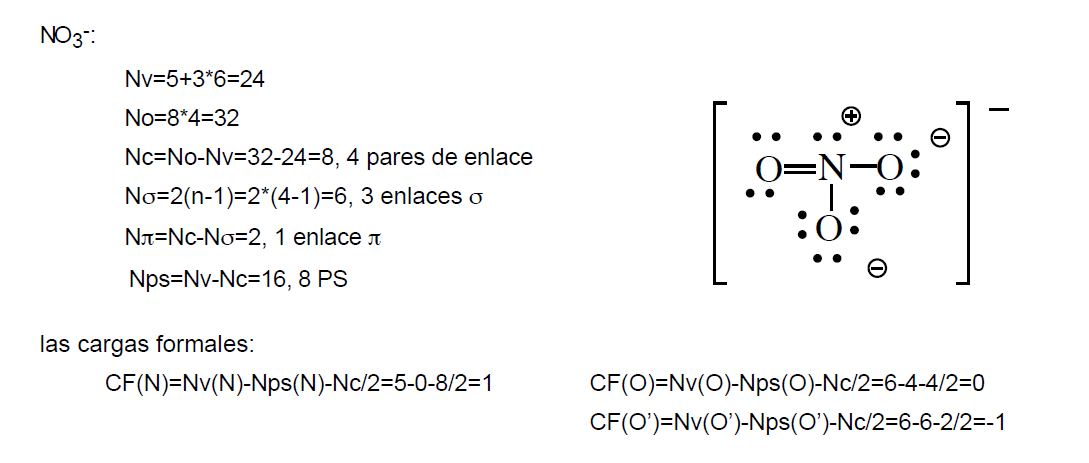 NO3-:
Nv=5+3*6=24
No=8*4=32
Nc=No-Nv=32-24=8, 4 pares de enlace
Nσ=2(n-1)=2*(4-1)=6, 3 enlaces σ
Nπ=Nc-Nσ=2, 1 enlace π
Nps=Nv-Nc=16, 8 PS
O=N-O
O
las cargas formales:
CF(N)=Nv(N)-Nps(N)-Nc/2=5-0-8/2=1
CF(O)=Nv(O)-Nps(O)-Nc/2=6-4-4/2=0
CF(O')=Nv(O')-Nps(O')-Nc/2=6-6-2/2=-1